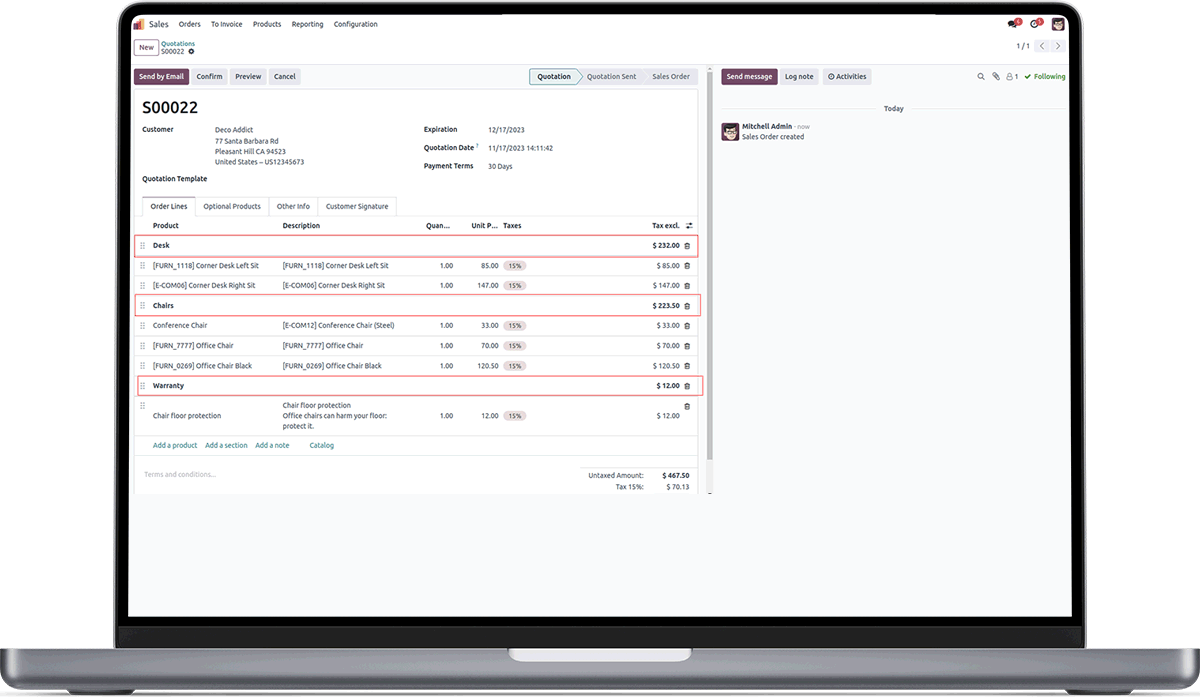 Sales Orders To Invoice Products Reporting Configuration
New Quotations
S00022
1 / 1
Send by Email Confirm Preview Cancel Quotation Quotation Sent Sales Order
Send message Log note Activities 1 Following
S00022
Today
Customer Deco Addict
77 Santa Barbara Rd
Pleasant Hill CA 94523
United States – US12345673
Expiration 12/17/2023
Quotation Date ? 11/17/2023 14:11:42
Payment Terms 30 Days
Mitchell Admin - now
Sales Order created
Quotation Template
Order Lines Optional Products Other Info Customer Signature
Product Description Quan... Unit P... Taxes Tax excl.
Desk $ 232.00
[FURN_1118] Corner Desk Left Sit [FURN_1118] Corner Desk Left Sit 1.00 85.00 15% $ 85.00
[E-COM06] Corner Desk Right Sit [E-COM06] Corner Desk Right Sit 1.00 147.00 15% $ 147.00
Chairs $ 223.50
Conference Chair [E-COM12] Conference Chair (Steel) 1.00 33.00 15% $ 33.00
[FURN_7777] Office Chair [FURN_7777] Office Chair 1.00 70.00 15% $ 70.00
[FURN_0269] Office Chair Black [FURN_0269] Office Chair Black 1.00 120.50 15% $ 120.50
Warranty $ 12.00
Chair floor protection
Chair floor protection Office chairs can harm your floor: 1.00 12.00 15% $ 12.00
protect it.
Add a product Add a section Add a note Catalog
Terms and conditions...
Untaxed Amount: $ 467.50
Tax 15%: $ 70.13